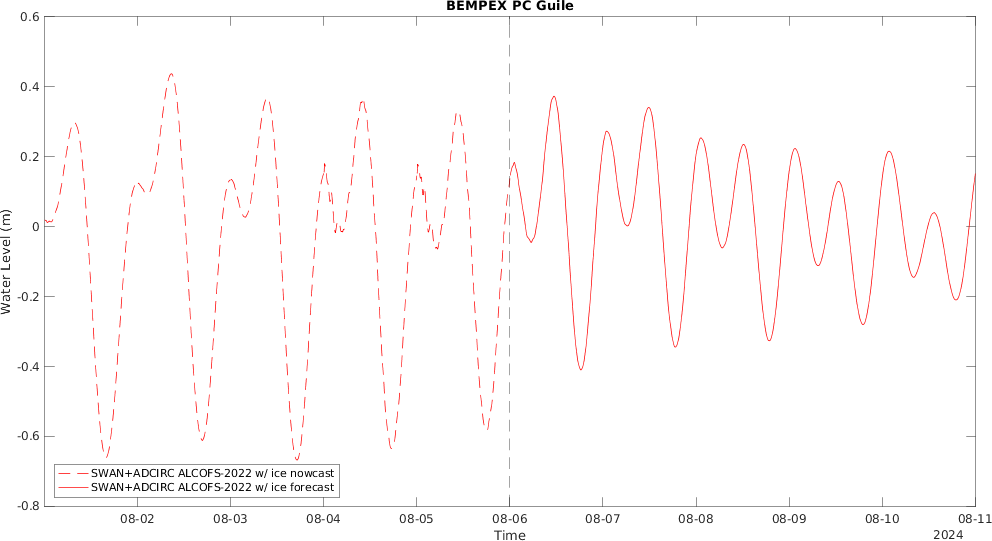 BEMPEX PC Guile
0.6
0.4
0.2
0
-0.2
-0.4
-0.6
-0.8
Water Level (m)
SWAN+ADCIRC ALCOFS-2022 w/ ice nowcast
SWAN+ADCIRC ALCOFS-2022 w/ ice forecast
08-02 08-03 08-04 08-05 08-06 08-07 08-08 08-09 08-10 08-11
Time
2024